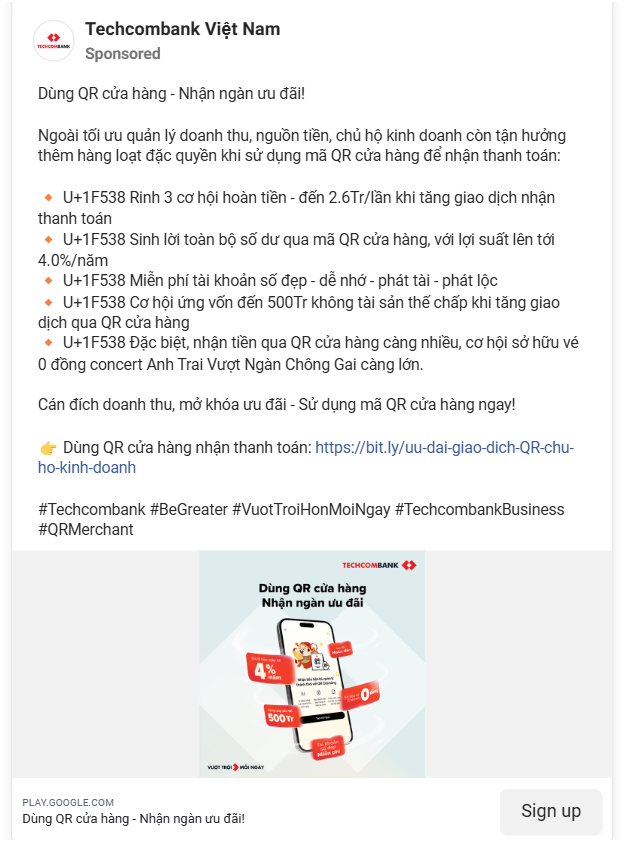 TECHCOMBANK
Techcombank Việt Nam
Sponsored
Dùng QR cửa hàng - Nhận ngàn ưu đãi!
Ngoài tối ưu quản lý doanh thu, nguồn tiền, chủ hộ kinh doanh còn tận hưởng
thêm hàng loạt đặc quyền khi sử dụng mã QR cửa hàng để nhận thanh toán:
🔸 U+1F538 Rinh 3 cơ hội hoàn tiền - đến 2.6Tr/lần khi tăng giao dịch nhận
thanh toán
🔸 U+1F538 Sinh lời toàn bộ số dư qua mã QR cửa hàng, với lợi suất lên tới
4.0%/năm
🔸 U+1F538 Miễn phí tài khoản số đẹp - dễ nhớ - phát tài - phát lộc
🔸 U+1F538 Cơ hội ứng vốn đến 500Tr không tài sản thế chấp khi tăng giao
dịch qua QR cửa hàng
🔸 U+1F538 Đặc biệt, nhận tiền qua QR cửa hàng càng nhiều, cơ hội sở hữu vé
0 đồng concert Anh Trai Vượt Ngàn Chông Gai càng lớn.
Cán đích doanh thu, mở khóa ưu đãi - Sử dụng mã QR cửa hàng ngay!
👉 Dùng QR cửa hàng nhận thanh toán: https://bit.ly/uu-dai-giao-dich-QR-chu-
ho-kinh-doanh
#Techcombank #BeGreater #VuotTroiHonMoiNgay #TechcombankBusiness
#QRMerchant
TECHCOMBANK
Dùng QR cửa hàng
Nhận ngàn ưu đãi
4%
/năm
0 đồng
500Tr
Miễn phí
VƯỢT TRỘI MỖI NGÀY
PLAY.GOOGLE.COM
Dùng QR cửa hàng - Nhận ngàn ưu đãi!
Sign up